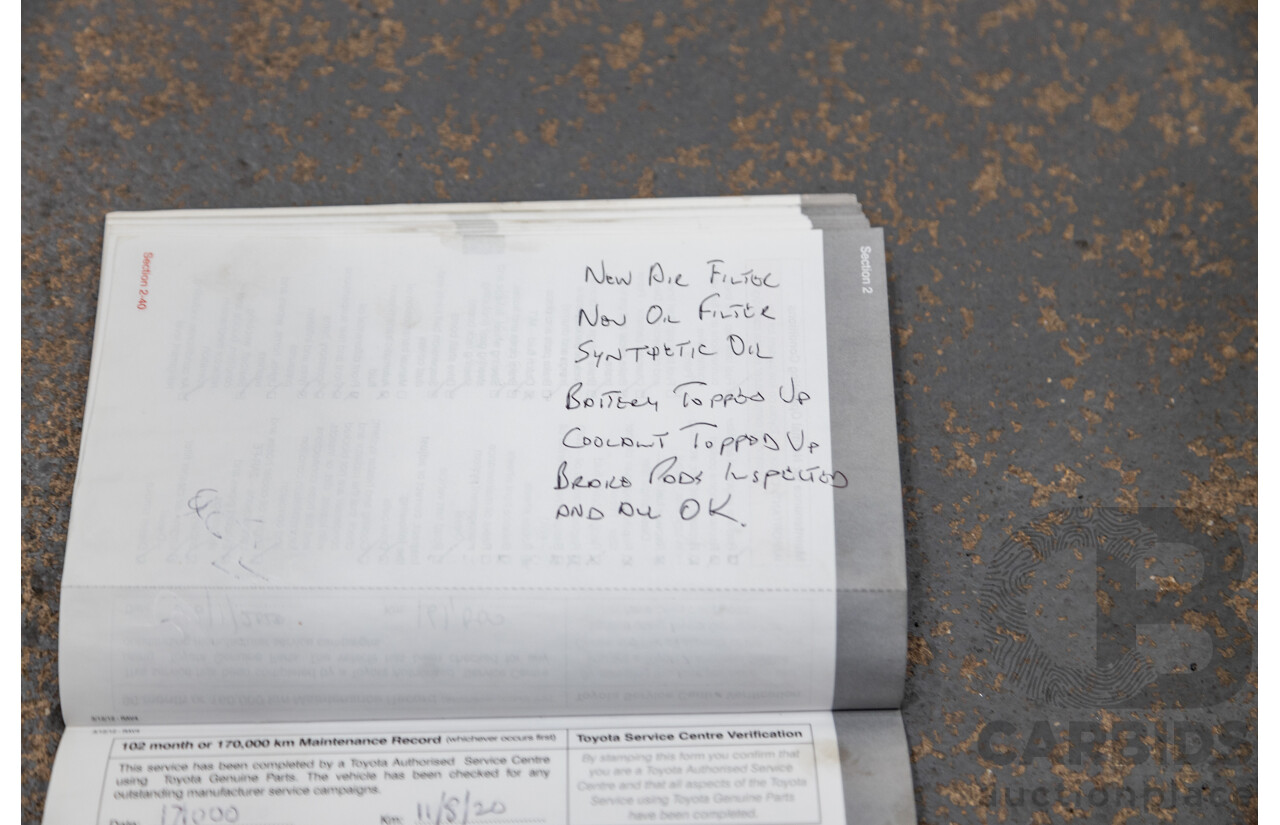 Section 2-40
Section 2
NEW AIR FILTER
NEW OIL FILTER
SYNTHETIC OIL
BATTERY TOPPED UP
COOLANT TOPPED UP
BRAKE PADS INSPECTED
AND ALL OK.
102 month or 170,000 km Maintenance Record (whichever occurs first)
This service has been completed by a Toyota Authorised Service Centre
using Toyota Genuine Parts. The vehicle has been checked for any
outstanding manufacturer service campaigns.
Date: 171000 Km: 11/8/20
Toyota Service Centre Verification
By stamping this form you confirm that
you are a Toyota Authorised Service
Centre and that all aspects of the Toyota
Service using Toyota Genuine Parts
have been completed.
CARBIDS
auctionplace